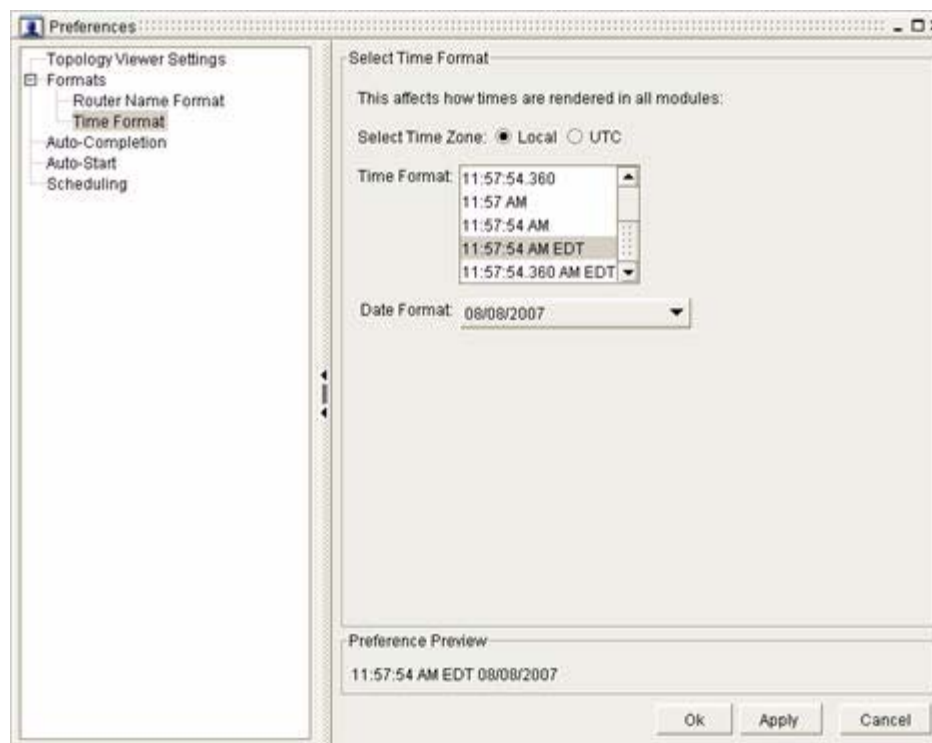 Preferences
Topology Viewer Settings
Formats
Router Name Format
Time Format
Auto-Completion
Auto-Start
Scheduling
Select Time Format
This affects how times are rendered in all modules:
Select Time Zone: Local UTC
Time Format: 11:57:54.360
11:57 AM
11:57:54 AM
11:57:54 AM EDT
11:57:54.360 AM EDT
Date Format: 08/08/2007
Preference Preview
11:57:54 AM EDT 08/08/2007
Ok Apply Cancel